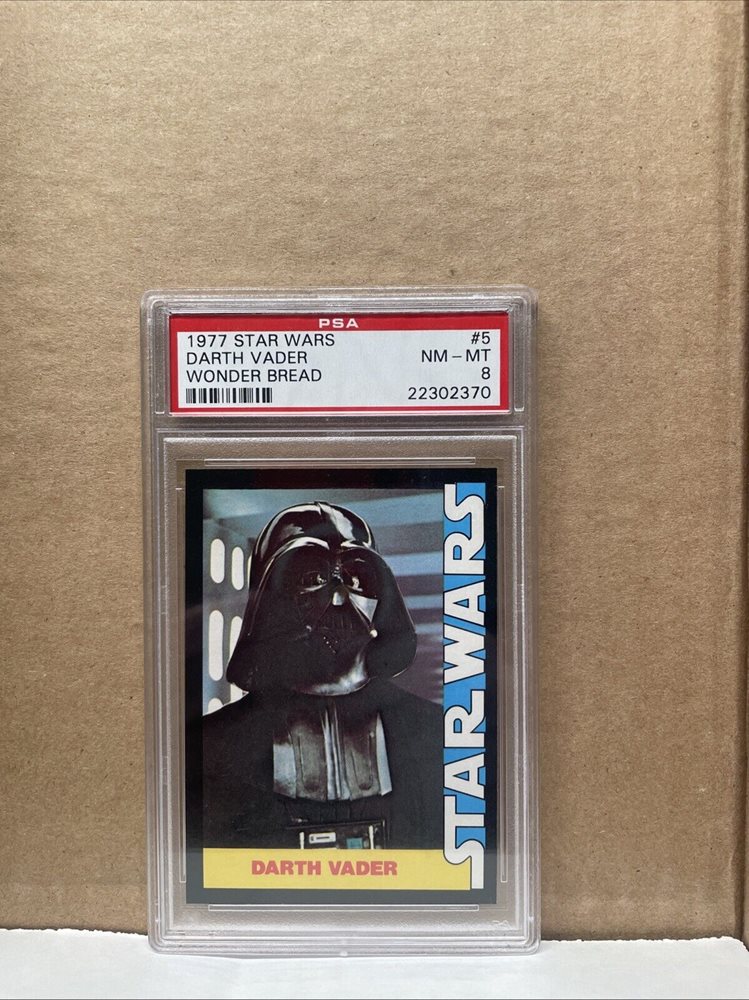 PSA
1977 STAR WARS #5
DARTH VADER NM – MT
WONDER BREAD 8
22302370
STAR WARS
DARTH VADER